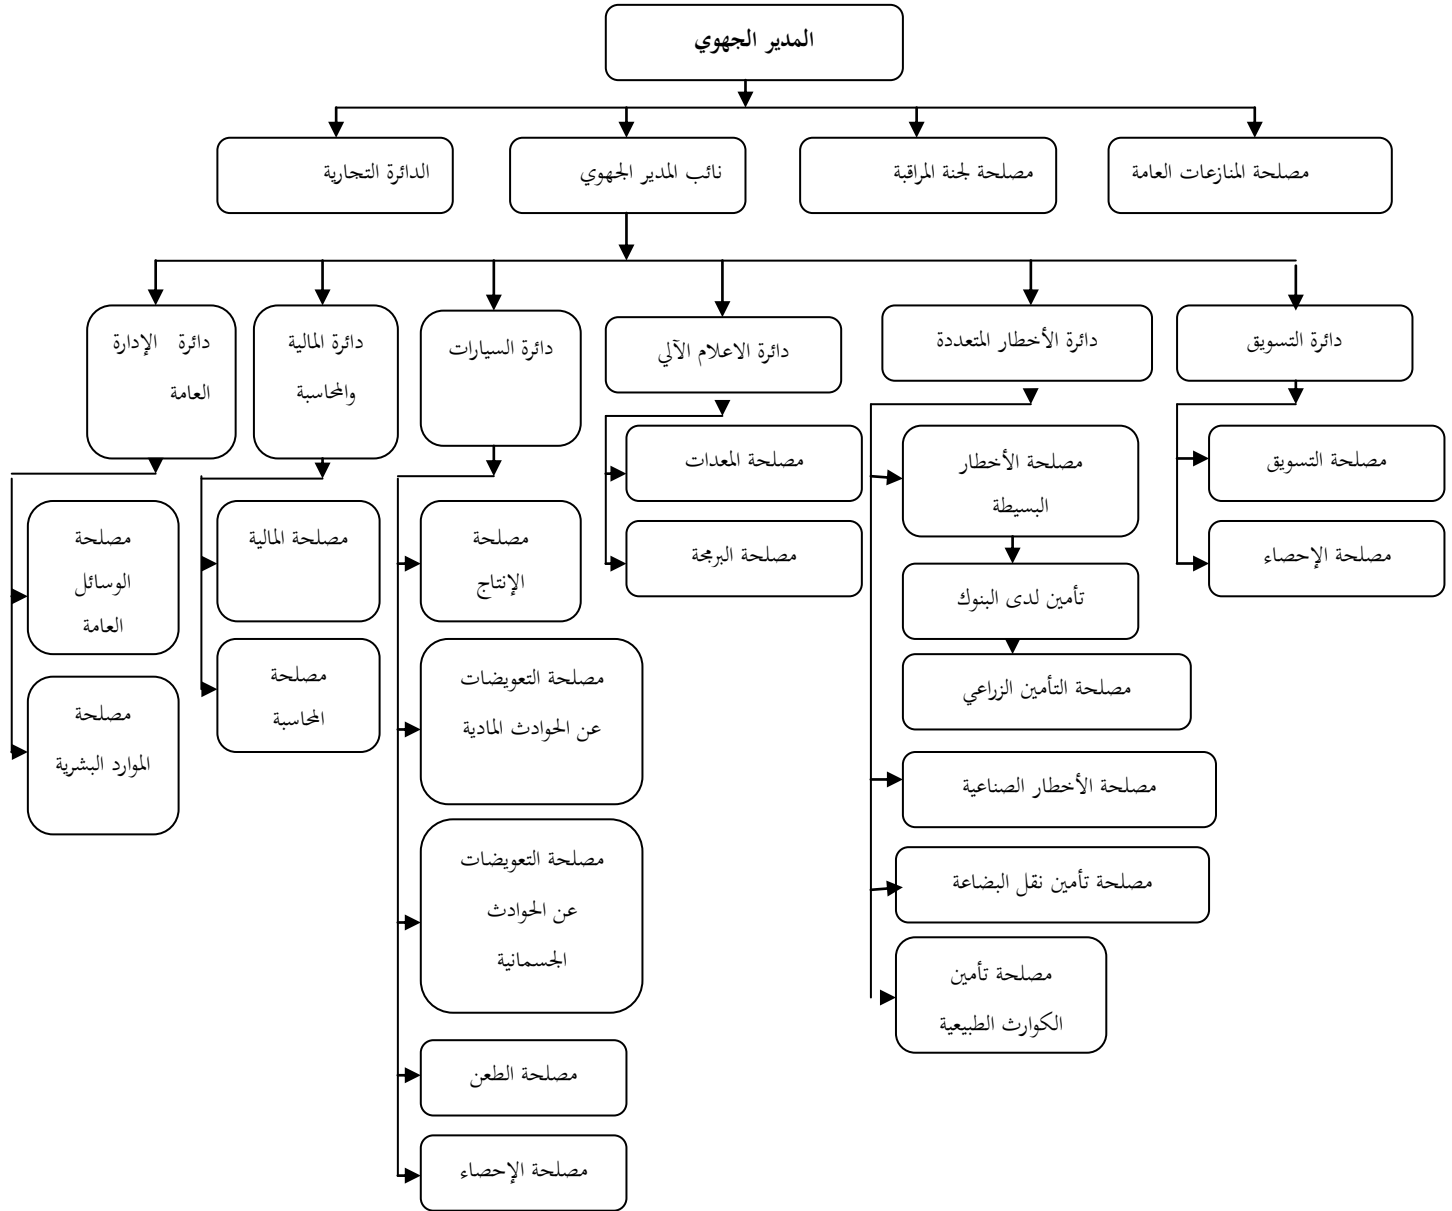 المدير الجهوي
مصلحة المنازعات العامة
مصلحة لجنة المراقبة
نائب المدير الجهوي
الدائرة التجارية
دائرة التسويق
دائرة الأخطار المتعددة
دائرة الاعلام الآلي
دائرة السيارات
دائرة المالية
والمحاسبة
دائرة الإدارة
العامة
مصلحة التسويق
مصلحة الإحصاء
مصلحة الأخطار
البسيطة
تأمين لدى البنوك
مصلحة التأمين الزراعي
مصلحة الأخطار الصناعية
مصلحة تأمين نقل البضاعة
مصلحة تأمين
الكوارث الطبيعية
مصلحة المعدات
مصلحة البرمجة
مصلحة
الإنتاج
مصلحة التعويضات
عن الحوادث المادية
مصلحة التعويضات
عن الحوادث
الجسمانية
مصلحة الطعن
مصلحة الإحصاء
مصلحة المالية
مصلحة
المحاسبة
مصلحة
الوسائل
العامة
مصلحة
الموارد البشرية